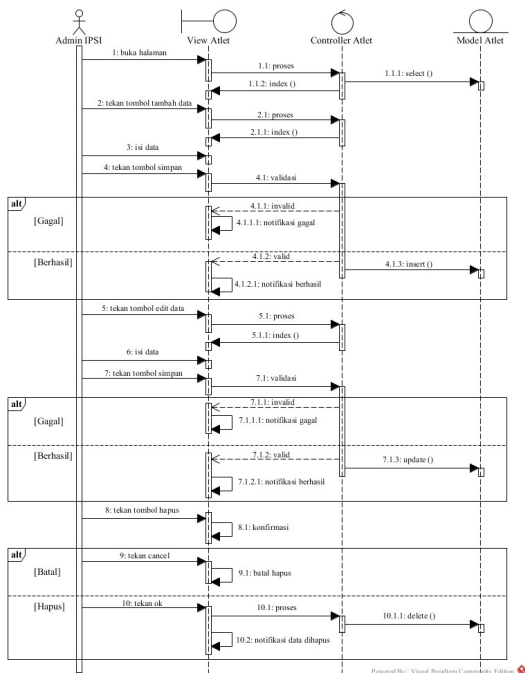 Admin IPSI
View Atlet
Controller Atlet
Model Atlet
1: buka halaman
1.1: proses
1.1.1: select ()
1.1.2: index ()
2: tekan tombol tambah data
2.1: proses
2.1.1: index ()
3: isi data
4: tekan tombol simpan
4.1: validasi
alt
[Gagal]
4.1.1: invalid
4.1.1.1: notifikasi gagal
[Berhasil]
4.1.2: valid
4.1.3: insert ()
4.1.2.1: notifikasi berhasil
5: tekan tombol edit data
5.1: proses
5.1.1: index ()
6: isi data
7: tekan tombol simpan
7.1: validasi
alt
7.1.1: invalid
[Gagal]
7.1.1.1: notifikasi gagal
[Berhasil]
7.1.2: valid
7.1.3: update ()
7.1.2.1: notifikasi berhasil
8: tekan tombol hapus
8.1: konfirmasi
alt
9: tekan cancel
[Batal]
9.1: batal hapus
[Hapus]
10: tekan ok
10.1: proses
10.1.1: delete ()
10.2: notifikasi data dihapus
Powered By: Visual Paradigm Community Edition